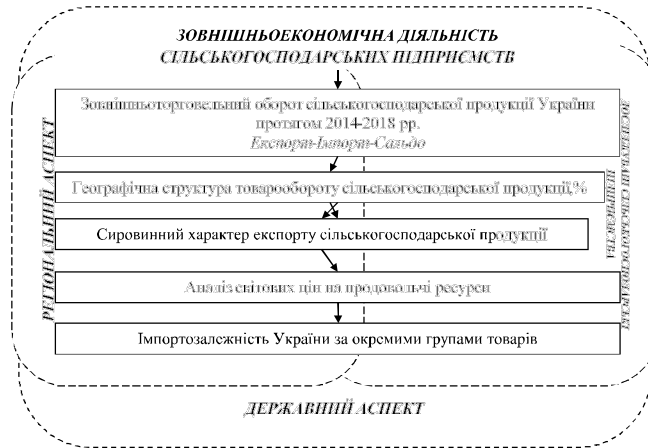 ЗОВНІШНЬОЕКОНОМІЧНА ДІЯЛЬНІСТЬ
СІЛЬСЬКОГОСПОДАРСЬКИХ ПІДПРИЄМСТВ
Зовнішньоторговельний оборот сільськогосподарської продукції України
протягом 2014-2018 рр.
Експорт-Імпорт-Сальдо
Географічна структура товарообороту сільськогосподарської продукції,%
Сировинний характер експорту сільськогосподарської продукції
Аналіз світових цін на продовольчі ресурси
Імпортозалежність України за окремими групами товарів
РЕГІОНАЛЬНИЙ АСПЕКТ
ПІДПРИЄМСТВА
ДЕРЖАВНИЙ АСПЕКТ